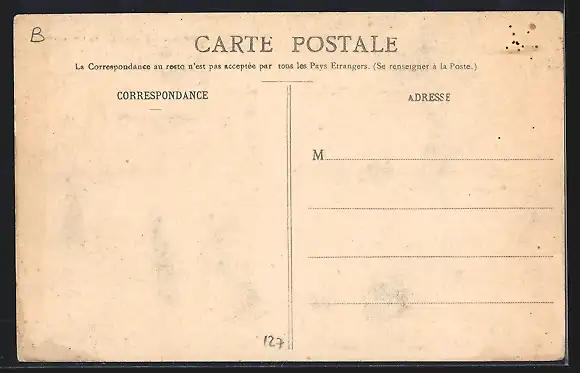 B
CARTE POSTALE
La Correspondance au resto n'est pas acceptée par tous les Pays Etrangers. (Se renseigner à la Poste.)
CORRESPONDANCE
ADRESSE
M
127